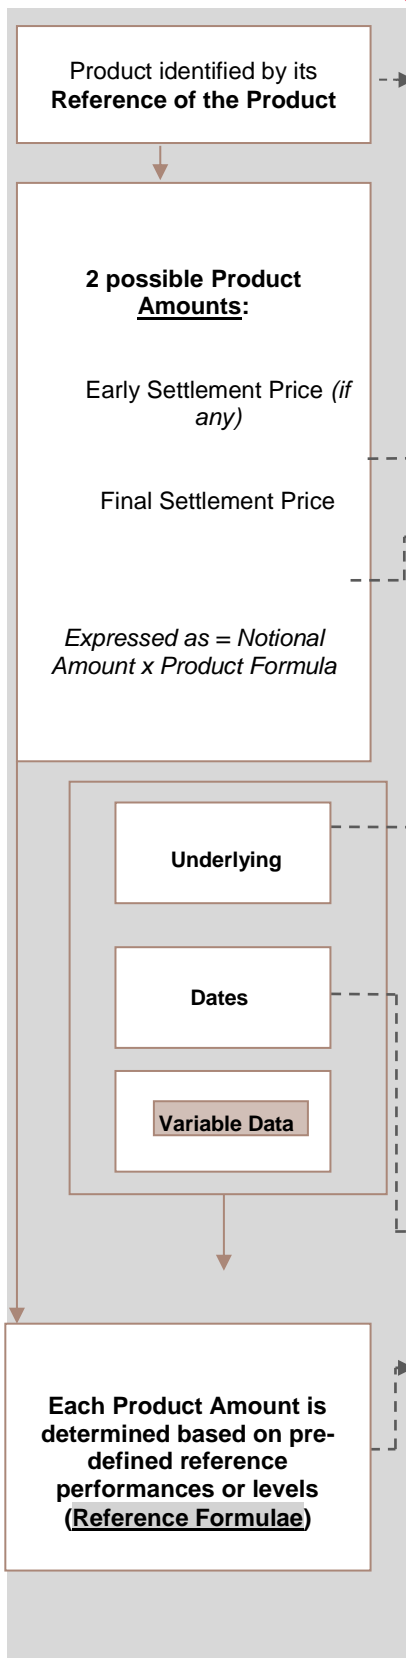 Product identified by its
Reference of the Product
2 possible Product
Amounts:
Early Settlement Price (if
any)
Final Settlement Price
Expressed as = Notional
Amount x Product Formula
Underlying
Dates
Variable Data
Each Product Amount is
determined based on pre-
defined reference
performances or levels
(Reference Formulae)